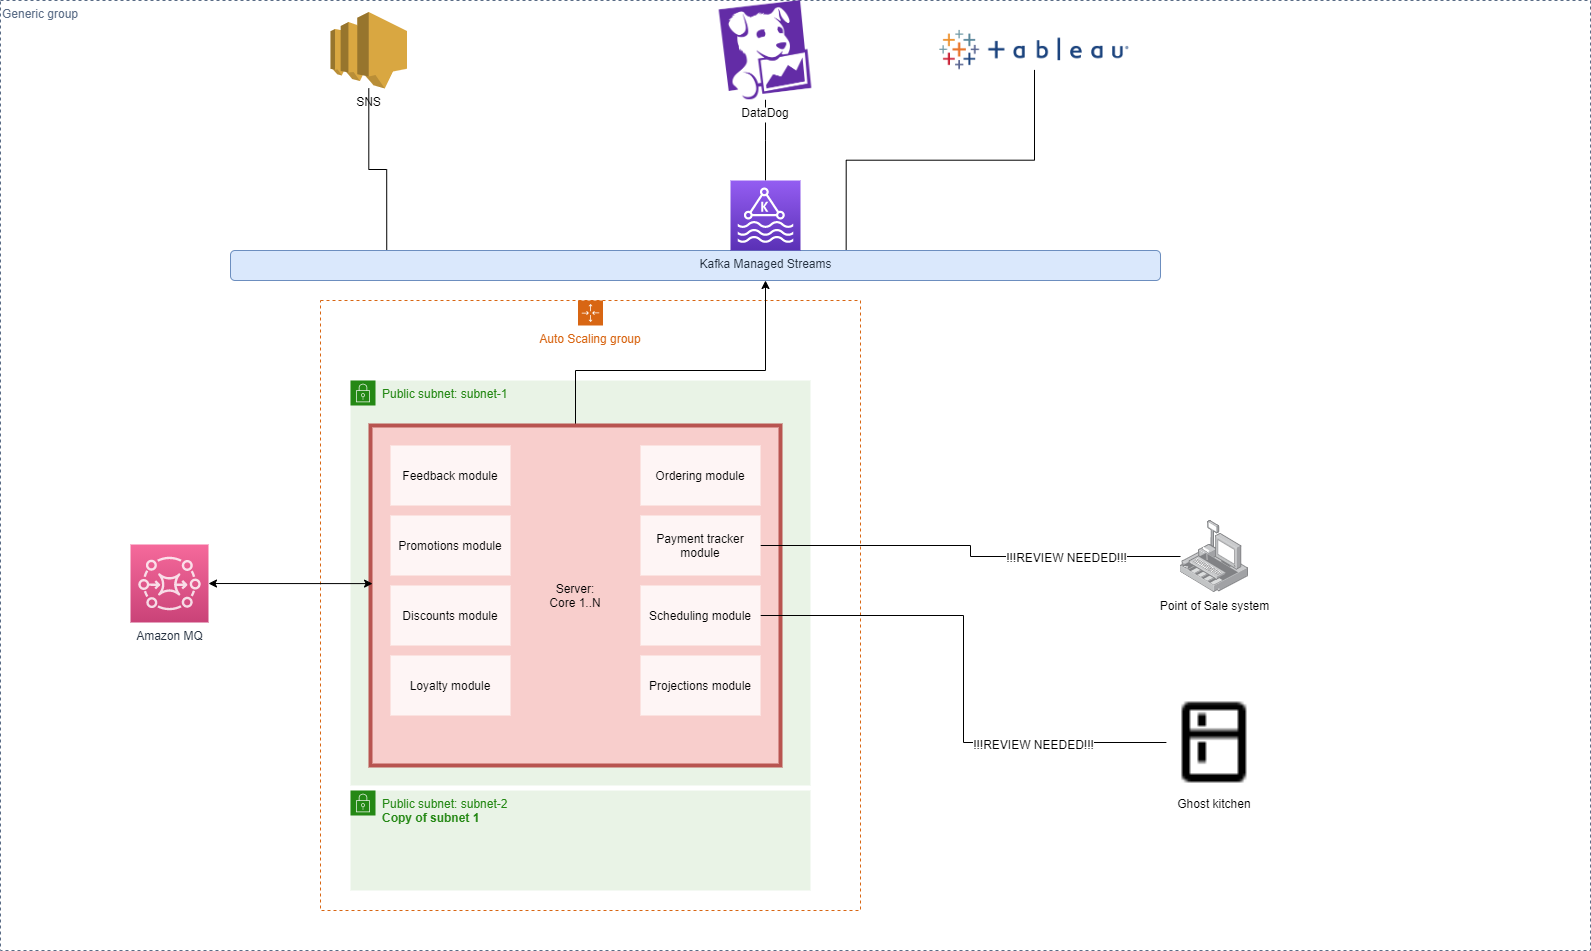 Generic group
SNS
DataDog
+ableau
K
Kafka Managed Streams
Auto Scaling group
Public subnet: subnet-1
Feedback module
Ordering module
Promotions module
Payment tracker
module
Server:
Core 1..N
Discounts module
Scheduling module
Loyalty module
Projections module
Amazon MQ
!!!REVIEW NEEDED!!!
Point of Sale system
!!!REVIEW NEEDED!!!
Ghost kitchen
Public subnet: subnet-2
Copy of subnet 1